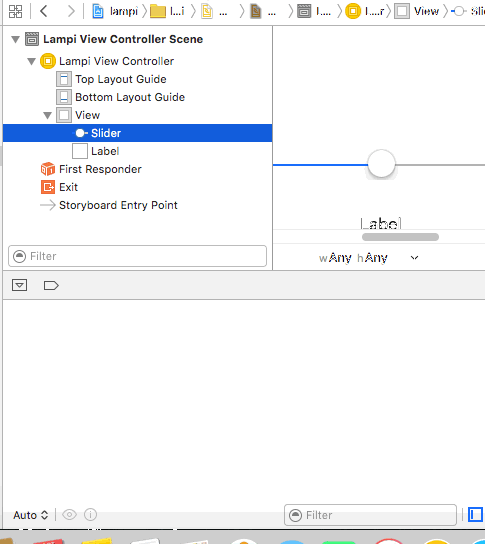 lampi l...i ... ... L... L...r View Sli
Lampi View Controller Scene
Lampi View Controller
Top Layout Guide
Bottom Layout Guide
View
Slider
Label
First Responder
Exit
Storyboard Entry Point
Label
Filter
wAny hAny
Auto
Filter